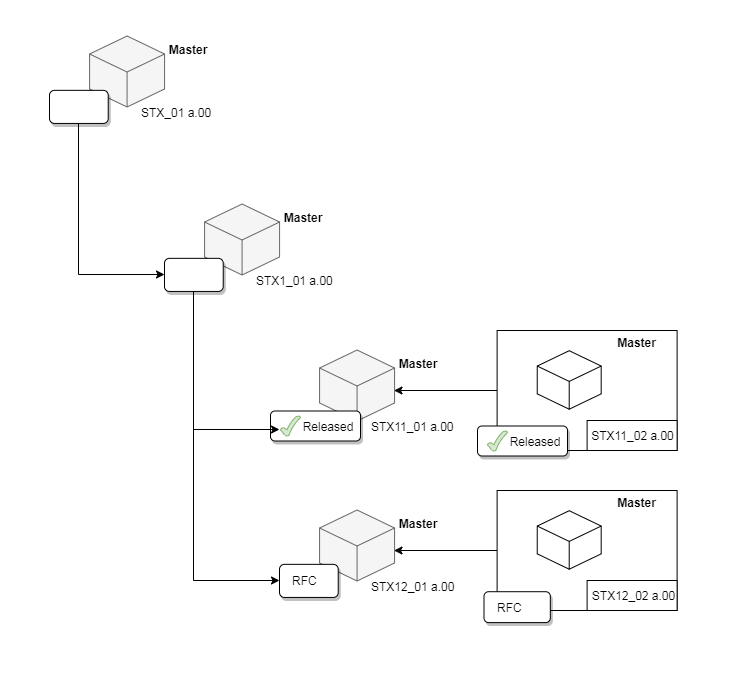 Master
STX_01 a.00
Master
STX1_01 a.00
Master
Released
STX11_01 a.00
Master
Released
STX11_02 a.00
Master
RFC
STX12_01 a.00
Master
RFC
STX12_02 a.00